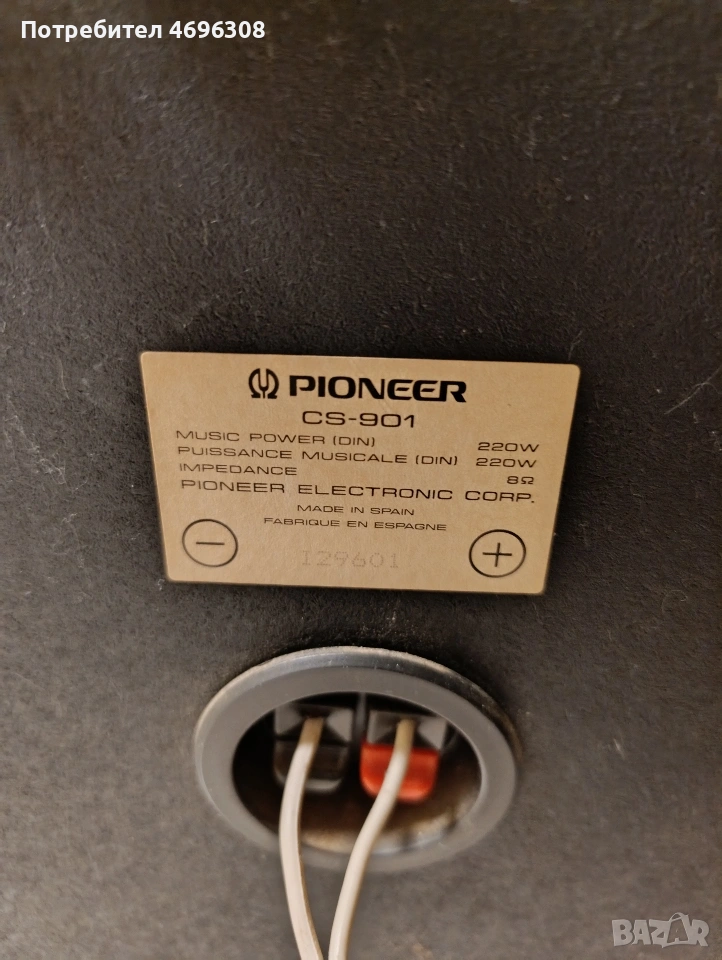 Потребител 4696308
PIONEER
CS-901
MUSIC POWER (DIN) 220W
PUISSANCE MUSICALE (DIN) 220W
IMPEDANCE 8Ω
PIONEER ELECTRONIC CORP.
MADE IN SPAIN
FABRIQUE EN ESPAGNE
− +
I29601
BAZAR